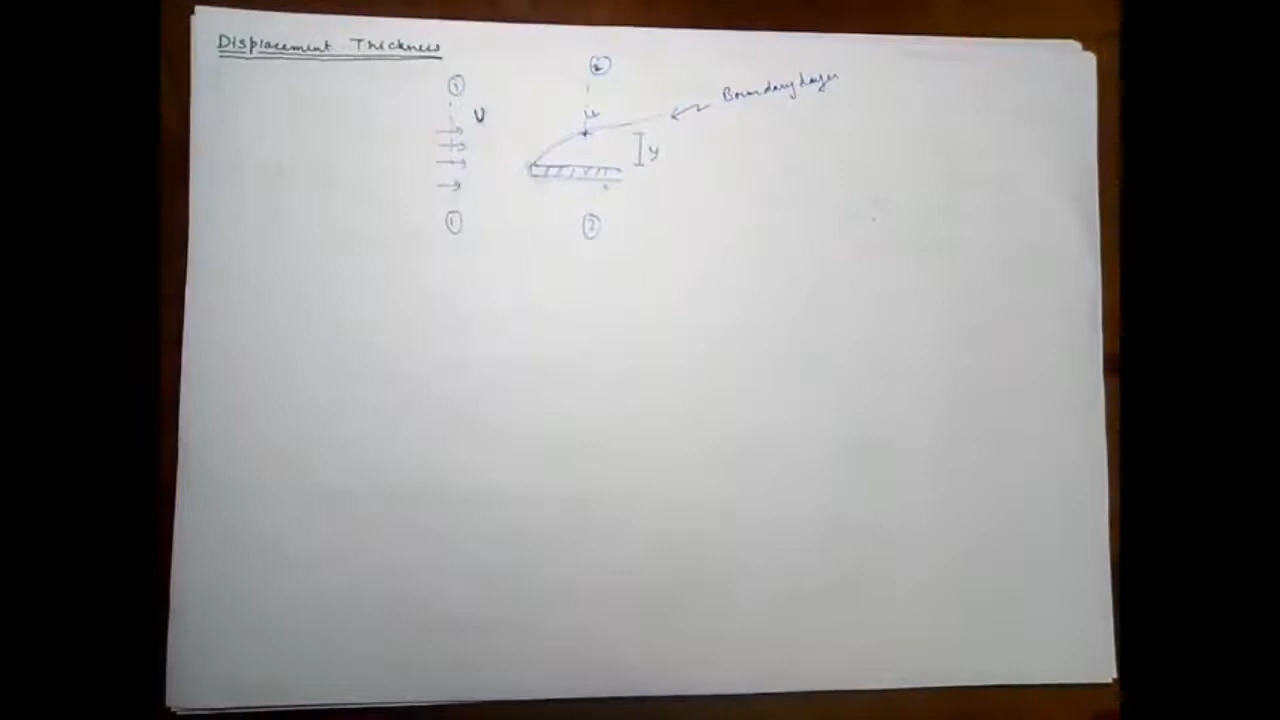 Displacement Thickness
②
①
U
u
Boundary Layer
y
①
②